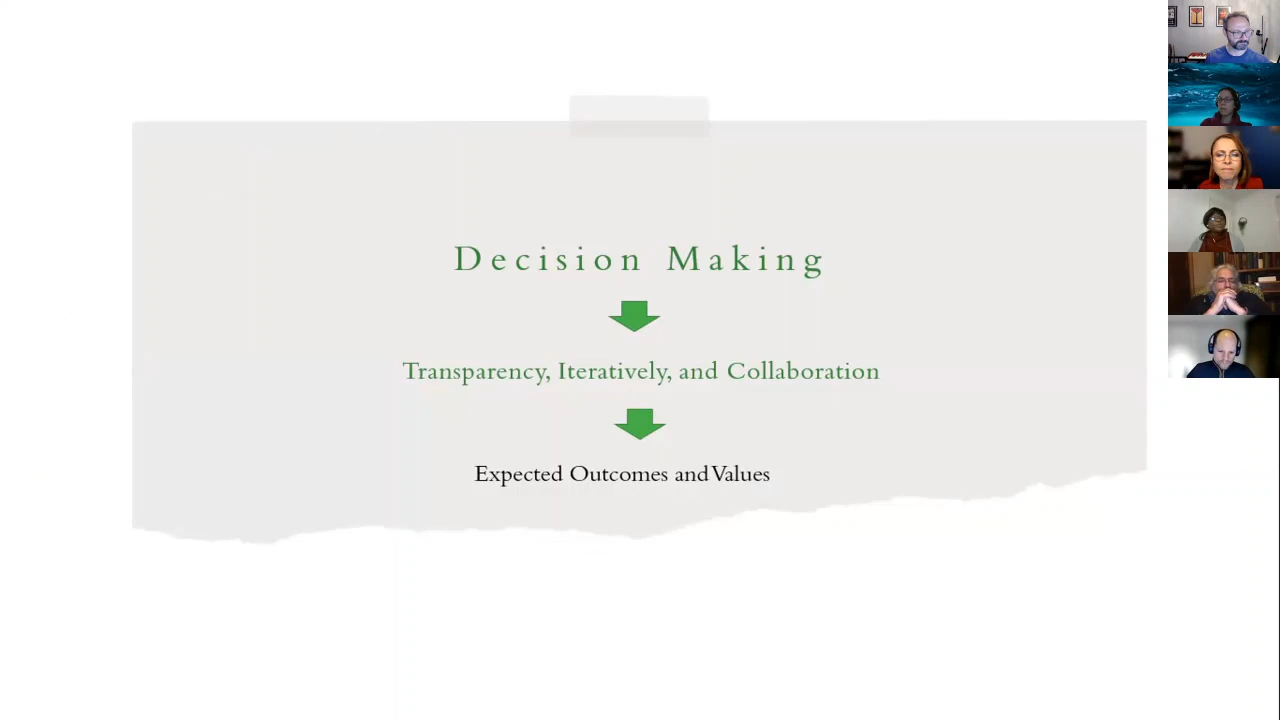 Decision Making
Transparency, Iteratively, and Collaboration
Expected Outcomes and Values